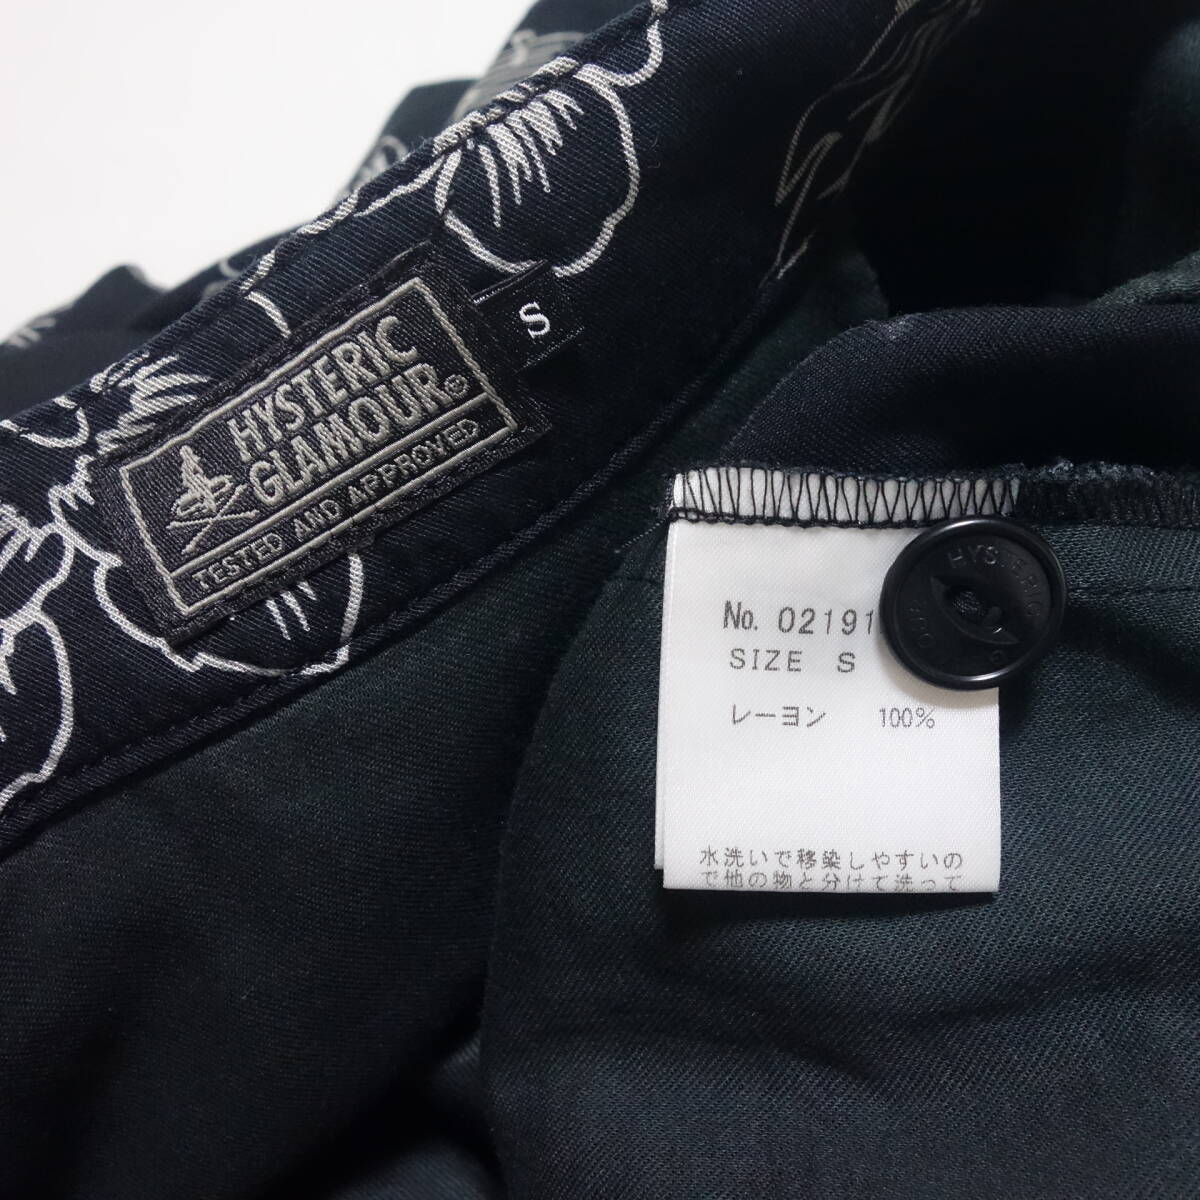 HYSTERIC
GLAMOUR®
TESTED AND APPROVED
S
No. 02191
SIZE S
レーヨン 100%
水洗いで移染しやすいの
で他の物と分けて洗って
HYSTERIC